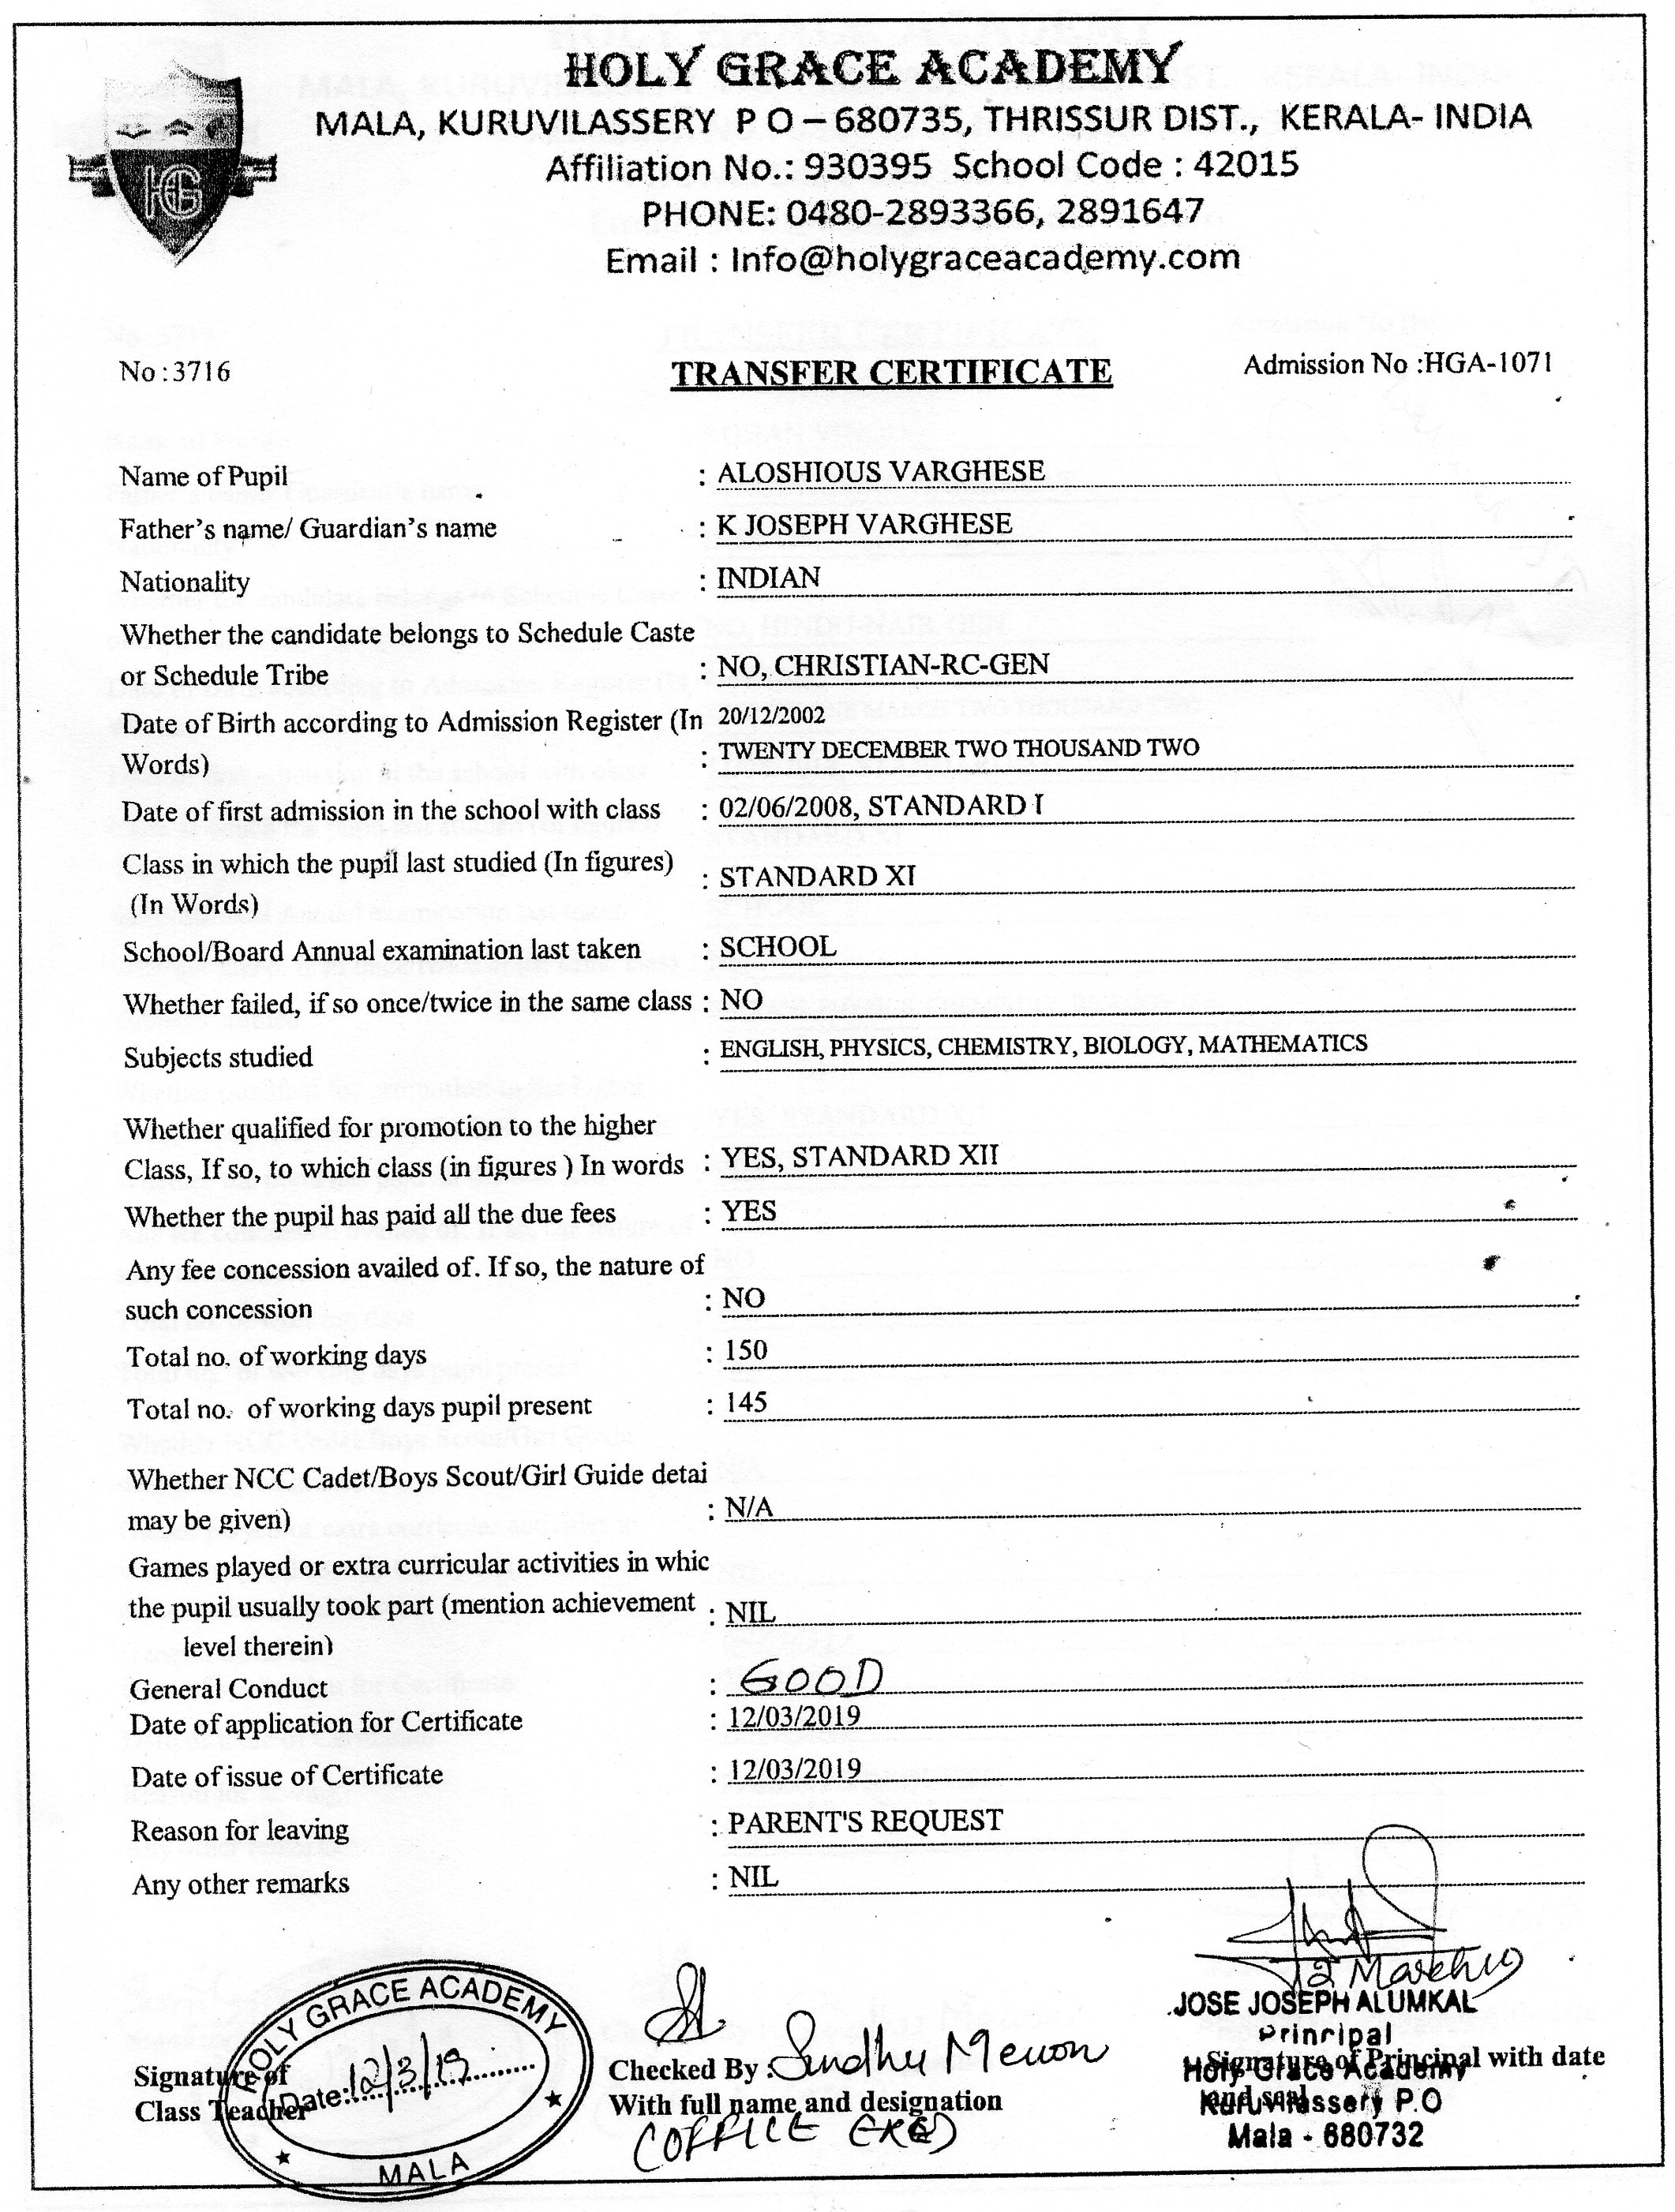 HOLY GRACE ACADEMY
MALA, KURUVILASSERY P O – 680735, THRISSUR DIST., KERALA- INDIA
Affiliation No.: 930395 School Code : 42015
PHONE: 0480-2893366, 2891647
Email : Info@holygraceacademy.com
HG
No :3716 TRANSFER CERTIFICATE Admission No :HGA-1071
Name of Pupil : ALOSHIOUS VARGHESE
Father's name/ Guardian's name : K JOSEPH VARGHESE
Nationality : INDIAN
Whether the candidate belongs to Schedule Caste
or Schedule Tribe : NO, CHRISTIAN-RC-GEN
Date of Birth according to Admission Register (In 20/12/2002
Words) : TWENTY DECEMBER TWO THOUSAND TWO
Date of first admission in the school with class : 02/06/2008, STANDARD I
Class in which the pupil last studied (In figures)
(In Words) : STANDARD XI
School/Board Annual examination last taken : SCHOOL
Whether failed, if so once/twice in the same class : NO
Subjects studied : ENGLISH, PHYSICS, CHEMISTRY, BIOLOGY, MATHEMATICS
Whether qualified for promotion to the higher
Class, If so, to which class (in figures ) In words : YES, STANDARD XII
Whether the pupil has paid all the due fees : YES
Any fee concession availed of. If so, the nature of
such concession : NO
Total no. of working days : 150
Total no. of working days pupil present : 145
Whether NCC Cadet/Boys Scout/Girl Guide detai
may be given) : N/A
Games played or extra curricular activities in whic
the pupil usually took part (mention achievement : NIL
level therein)
General Conduct : GOOD
Date of application for Certificate : 12/03/2019
Date of issue of Certificate : 12/03/2019
Reason for leaving : PARENT'S REQUEST
Any other remarks : NIL
HOLY GRACE ACADEMY
Date: 12/3/19
MALA
Signature of
Class Teacher
Checked By : Sindhu Menon
With full name and designation
(OFFICE
12 March 19
JOSE JOSEPH ALUMKAL
Principal
Holy Grace Academy
Kuruvilassery P.O
Mala - 680732
Signature of Principal with date
and seal